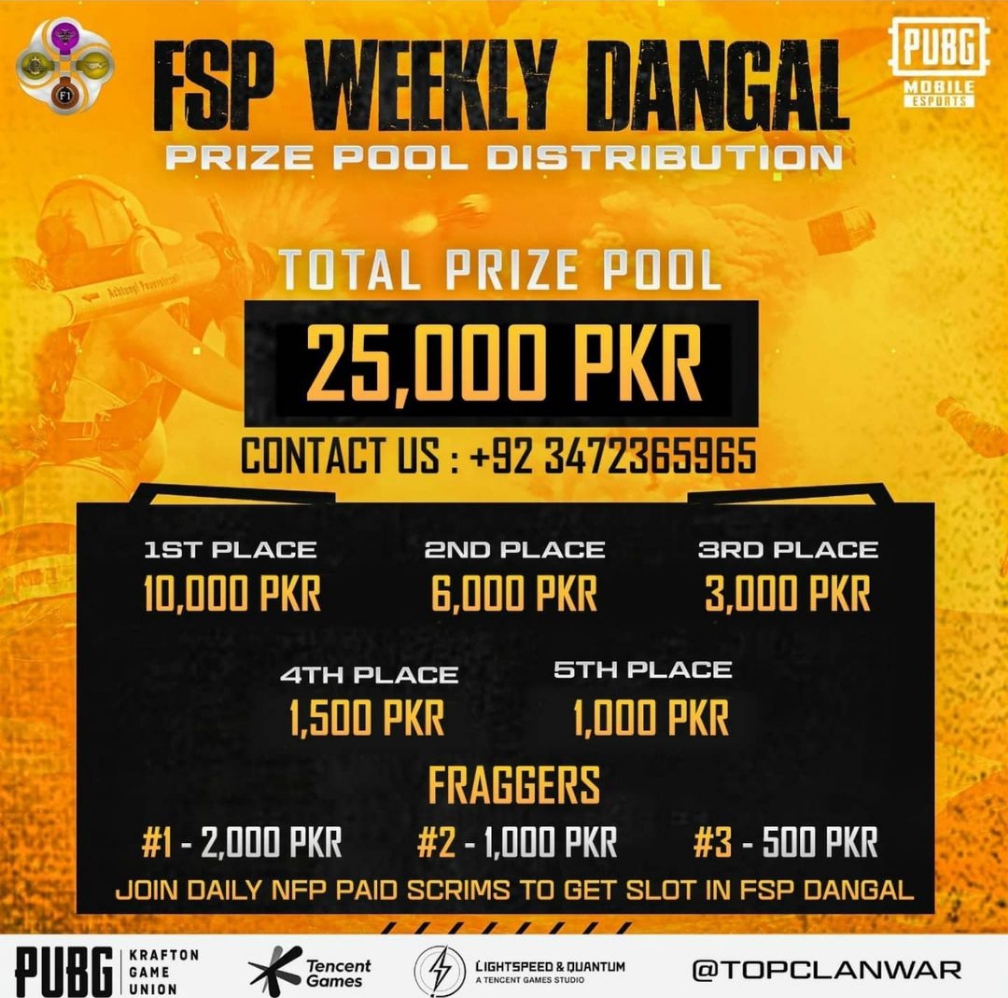 F1
FSP WEEKLY DANGAL
PUBG
MOBILE
ESPORTS
PRIZE POOL DISTRIBUTION
Achtung! Feuerstrahl!
TOTAL PRIZE POOL
25,000 PKR
CONTACT US : +92 3472365965
1ST PLACE 2ND PLACE 3RD PLACE
10,000 PKR 6,000 PKR 3,000 PKR
4TH PLACE 5TH PLACE
1,500 PKR 1,000 PKR
FRAGGERS
#1 - 2,000 PKR #2 - 1,000 PKR #3 - 500 PKR
JOIN DAILY NFP PAID SCRIMS TO GET SLOT IN FSP DANGAL
PUBG
KRAFTON
GAME
UNION
Tencent
Games
LIGHTSPEED & QUANTUM
A TENCENT GAMES STUDIO
@TOPCLANWAR